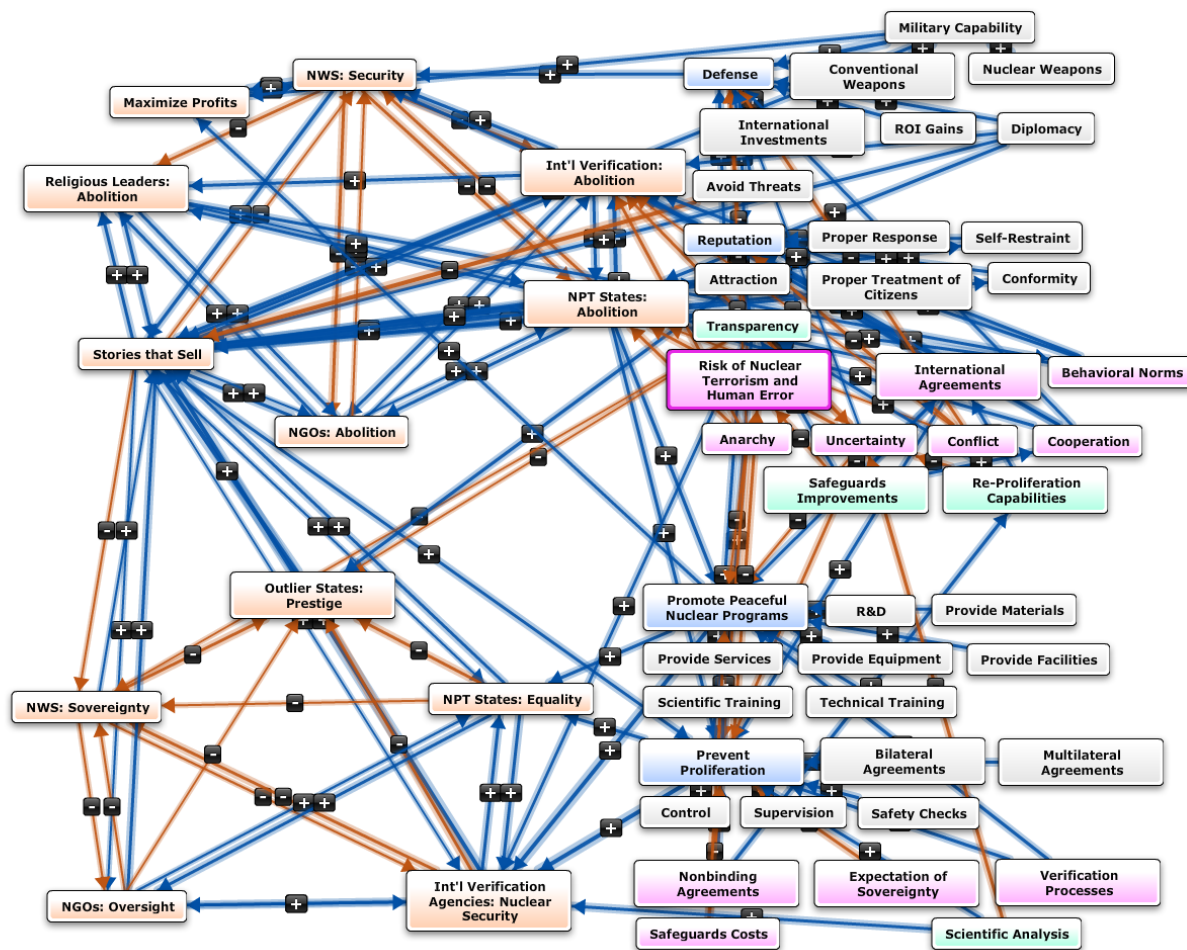 Military Capability
NWS: Security
Defense
Conventional
Weapons
Nuclear Weapons
Maximize Profits
International
Investments
ROI Gains
Diplomacy
Religious Leaders:
Abolition
Int'l Verification:
Abolition
Avoid Threats
Reputation
Proper Response
Self-Restraint
Attraction
Proper Treatment of
Citizens
Conformity
NPT States:
Abolition
Transparency
Stories that Sell
Risk of Nuclear
Terrorism and
Human Error
International
Agreements
Behavioral Norms
NGOs: Abolition
Anarchy
Uncertainty
Conflict
Cooperation
Safeguards
Improvements
Re-Proliferation
Capabilities
Outlier States:
Prestige
Promote Peaceful
Nuclear Programs
R&D
Provide Materials
Provide Services
Provide Equipment
Provide Facilities
NWS: Sovereignty
NPT States: Equality
Scientific Training
Technical Training
Prevent
Proliferation
Bilateral
Agreements
Multilateral
Agreements
Control
Supervision
Safety Checks
NGOs: Oversight
Int'l Verification
Agencies: Nuclear
Security
Nonbinding
Agreements
Expectation of
Sovereignty
Verification
Processes
Safeguards Costs
Scientific Analysis